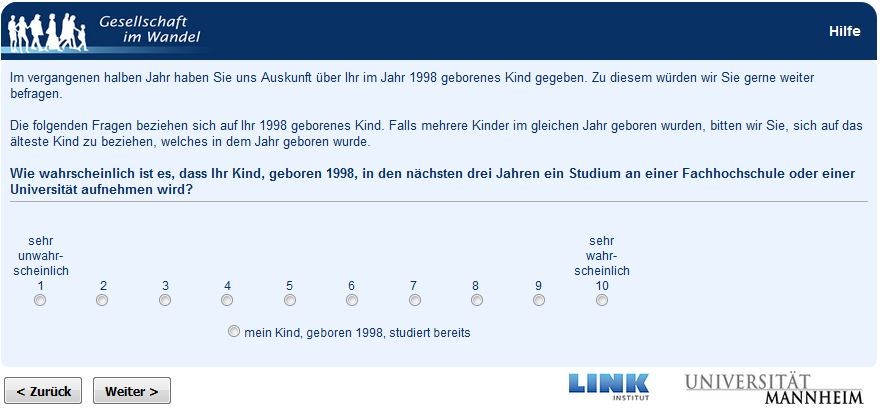 Gesellschaft
im Wandel
Hilfe
Im vergangenen halben Jahr haben Sie uns Auskunft über Ihr im Jahr 1998 geborenes Kind gegeben. Zu diesem würden wir Sie gerne weiter
befragen.
Die folgenden Fragen beziehen sich auf Ihr 1998 geborenes Kind. Falls mehrere Kinder im gleichen Jahr geboren wurden, bitten wir Sie, sich auf das
älteste Kind zu beziehen, welches in dem Jahr geboren wurde.
Wie wahrscheinlich ist es, dass Ihr Kind, geboren 1998, in den nächsten drei Jahren ein Studium an einer Fachhochschule oder einer
Universität aufnehmen wird?
sehr sehr
unwahr- wahr-
scheinlich scheinlich
1 2 3 4 5 6 7 8 9 10
mein Kind, geboren 1998, studiert bereits
< Zurück Weiter >
LINK
INSTITUT
UNIVERSITÄT
MANNHEIM